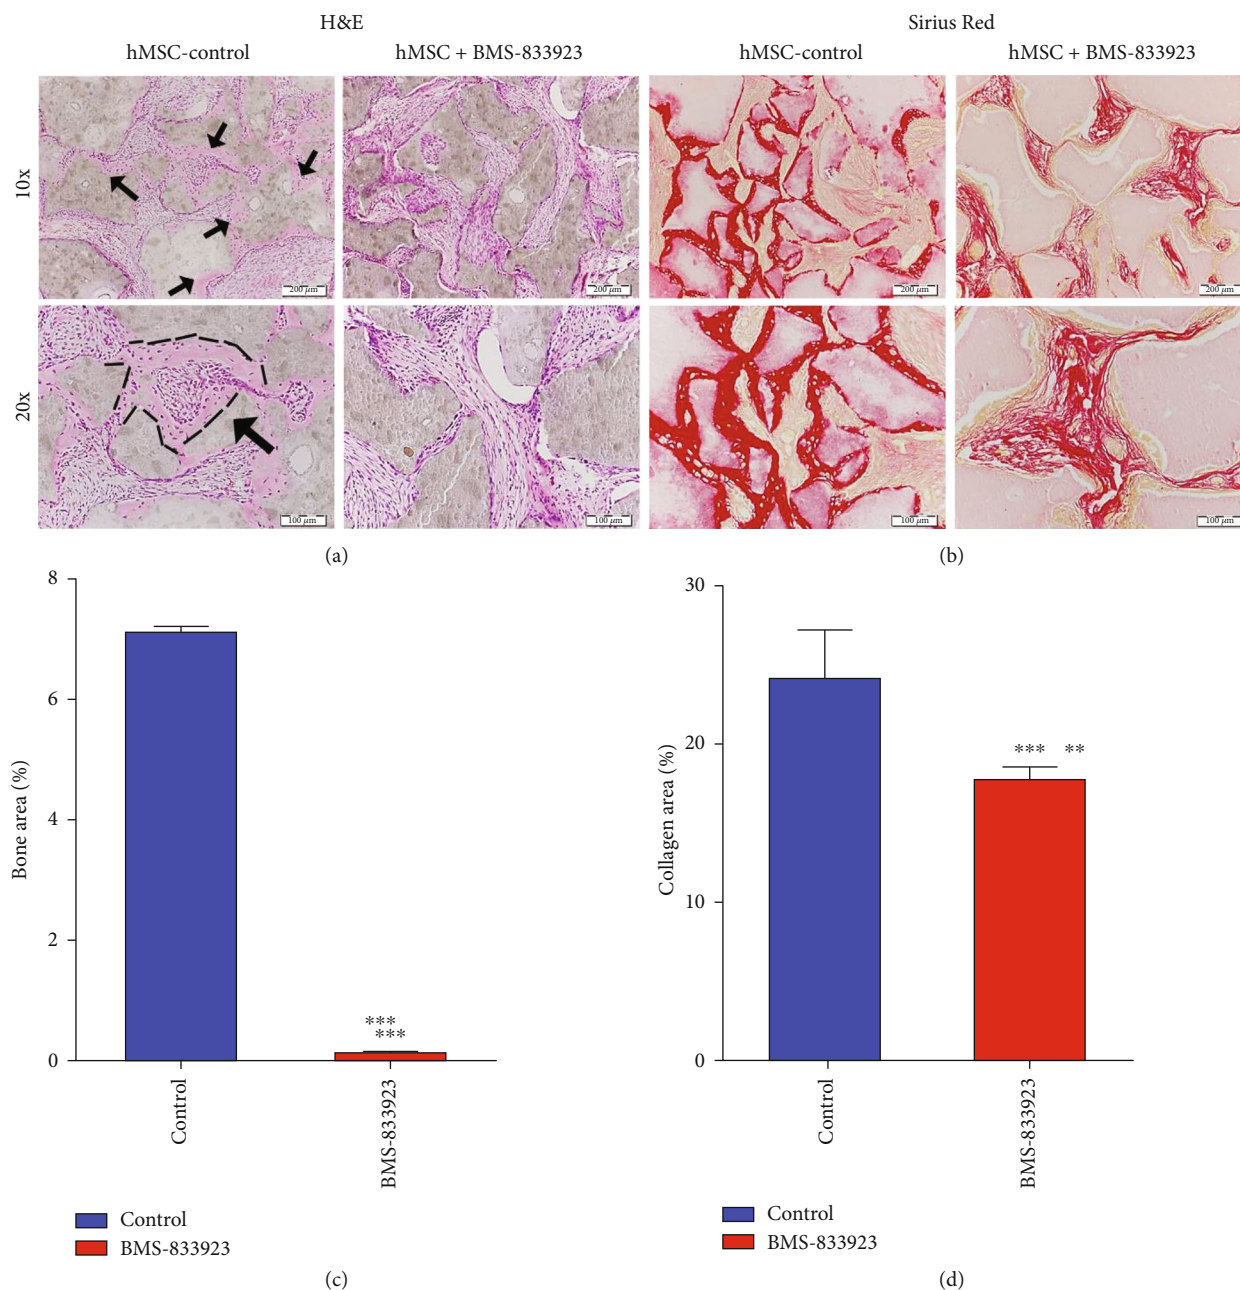 H&E
Sirius Red
hMSC-control
hMSC + BMS-833923
hMSC-control
hMSC + BMS-833923
10x
200 µm
200 µm
200 µm
200 µm
20x
100 µm
100 µm
100 µm
100 µm
(a)
(b)
Bone area (%)
8
6
4
2
0
***
***
Control
BMS-833923
Control
BMS-833923
(c)
Collagen area (%)
30
20
10
0
*** **
Control
BMS-833923
Control
BMS-833923
(d)